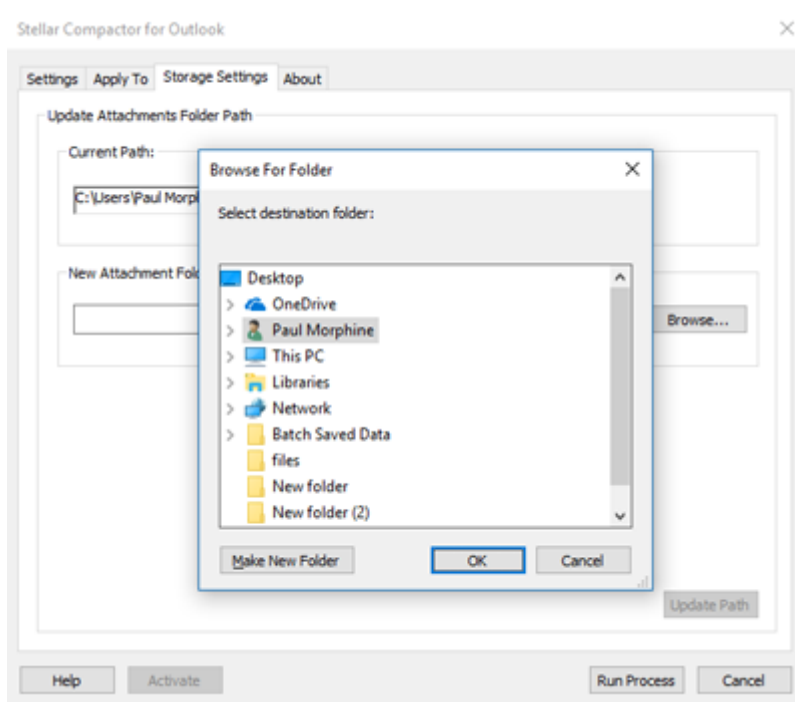 Stellar Compactor for Outlook
Settings Apply To Storage Settings About
Update Attachments Folder Path
Current Path:
C:\Users\Paul
New Attachment
Browse...
Browse For Folder
Select destination folder:
Desktop
OneDrive
Paul Morphine
This PC
Libraries
Network
Batch Saved Data
files
New folder
New folder (2)
Make New Folder OK Cancel
Update Path
Help Activate Run Process Cancel